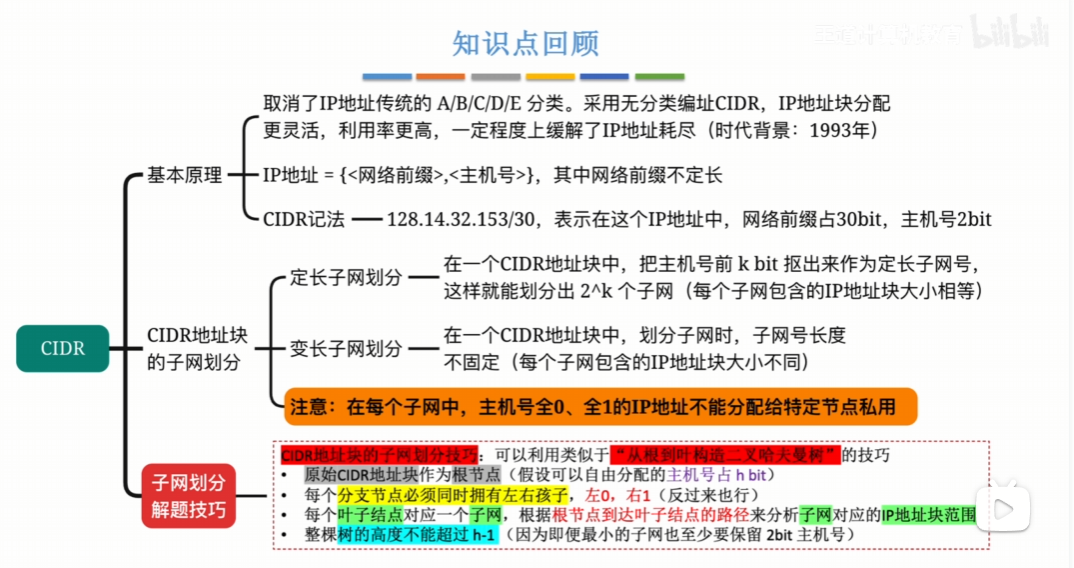 知识点回顾
bilibili
取消了IP地址传统的 A/B/C/D/E 分类。采用无分类编址CIDR，IP地址块分配
更灵活，利用率更高，一定程度上缓解了IP地址耗尽（时代背景：1993年）
基本原理
IP地址 = {<网络前缀>,<主机号>}，其中网络前缀不定长
CIDR记法
128.14.32.153/30，表示在这个IP地址中，网络前缀占30bit，主机号2bit
定长子网划分
在一个CIDR地址块中，把主机号前 k bit 抠出来作为定长子网号，
这样就能划分出 2^k 个子网（每个子网包含的IP地址块大小相等）
CIDR
CIDR地址块
的子网划分
变长子网划分
在一个CIDR地址块中，划分子网时，子网号长度
不固定（每个子网包含的IP地址块大小不同）
注意：在每个子网中，主机号全0、全1的IP地址不能分配给特定节点私用
子网划分
解题技巧
CIDR地址块的子网划分技巧：可以利用类似于“从根到叶构造二叉哈夫曼树”的技巧
• 原始CIDR地址块作为根节点（假设可以自由分配的主机号占 h bit）
• 每个分支节点必须同时拥有左右孩子，左0，右1（反过来也行）
• 每个叶子结点对应一个子网，根据根节点到达叶子结点的路径来分析子网对应的IP地址块范围
• 整棵树的高度不能超过 h-1（因为即便最小的子网也至少要保留 2bit 主机号）